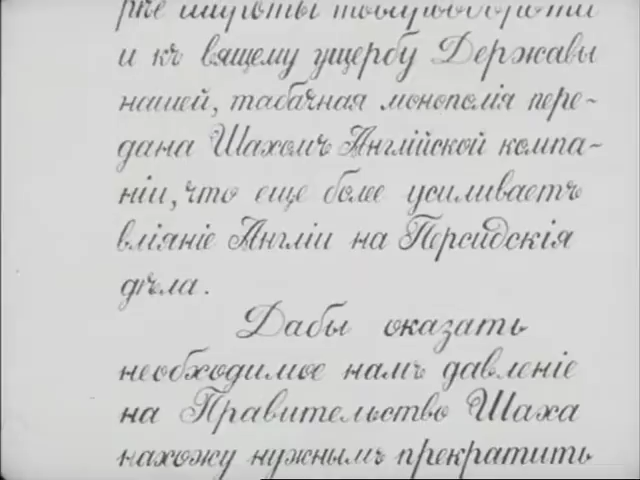 и къ вящему ущербу Державы
нашей, табачная монополія пере-
дана Шахомъ Англійской компа-
ніи, что еще более усиливаетъ
вліяніе Англіи на Персидскія
дѣла.
Дабы оказать
необходимое намъ давленіе
на Правительство Шаха
нахожу нужнымъ прекратить